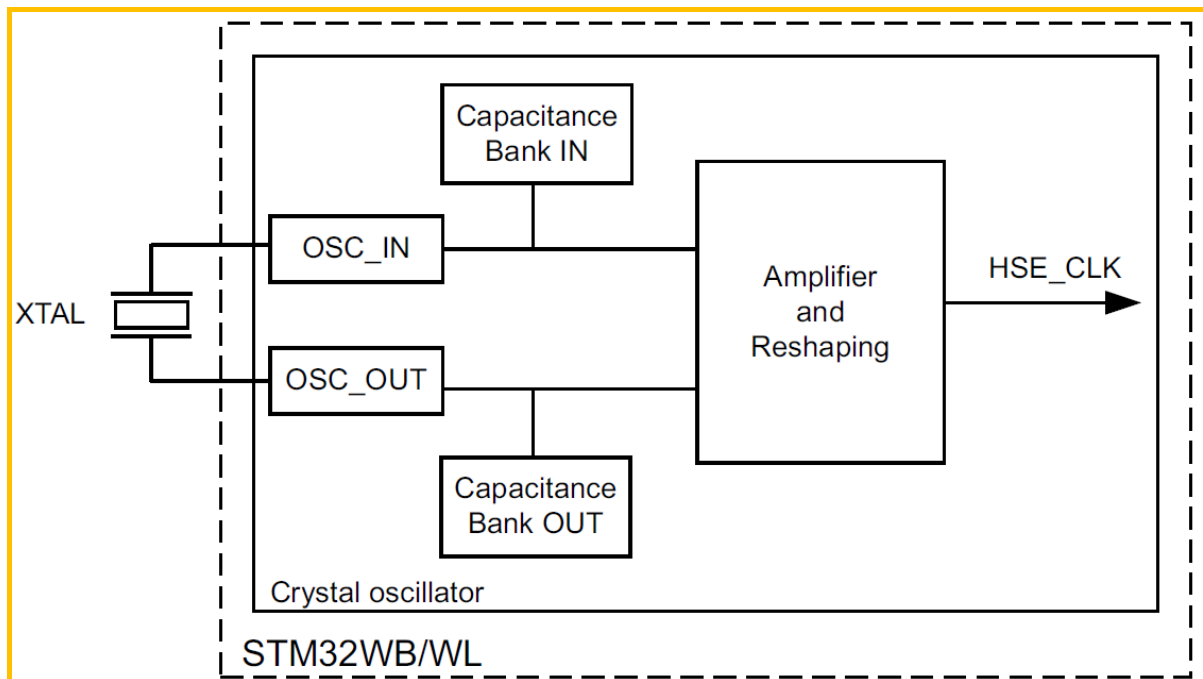 Capacitance
Bank IN
OSC_IN
Amplifier
and
Reshaping
HSE_CLK
XTAL
OSC_OUT
Capacitance
Bank OUT
Crystal oscillator
STM32WB/WL